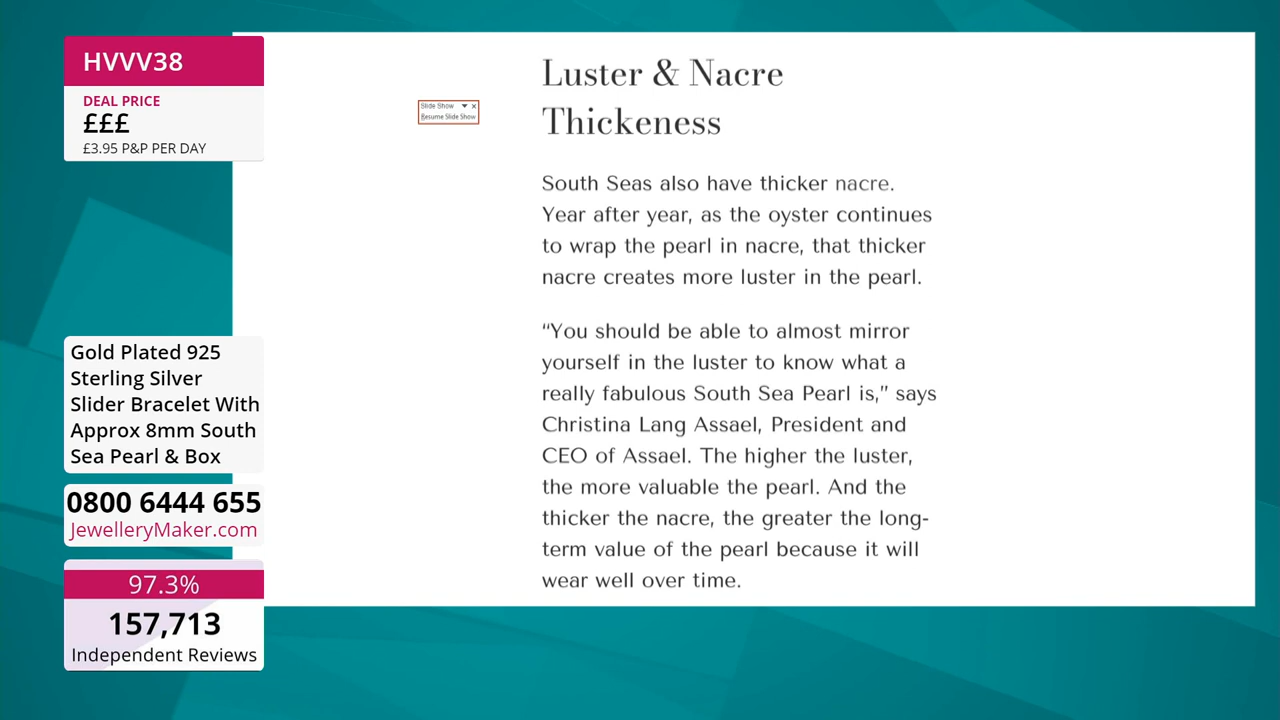 HVVV38
DEAL PRICE
£££
£3.95 P&P PER DAY
Slide Show
Resume Slide Show
Luster & Nacre
Thickeness
South Seas also have thicker nacre.
Year after year, as the oyster continues
to wrap the pearl in nacre, that thicker
nacre creates more luster in the pearl.
“You should be able to almost mirror
yourself in the luster to know what a
really fabulous South Sea Pearl is,” says
Christina Lang Assael, President and
CEO of Assael. The higher the luster,
the more valuable the pearl. And the
thicker the nacre, the greater the long-
term value of the pearl because it will
wear well over time.
Gold Plated 925
Sterling Silver
Slider Bracelet With
Approx 8mm South
Sea Pearl & Box
0800 6444 655
JewelleryMaker.com
97.3%
157,713
Independent Reviews